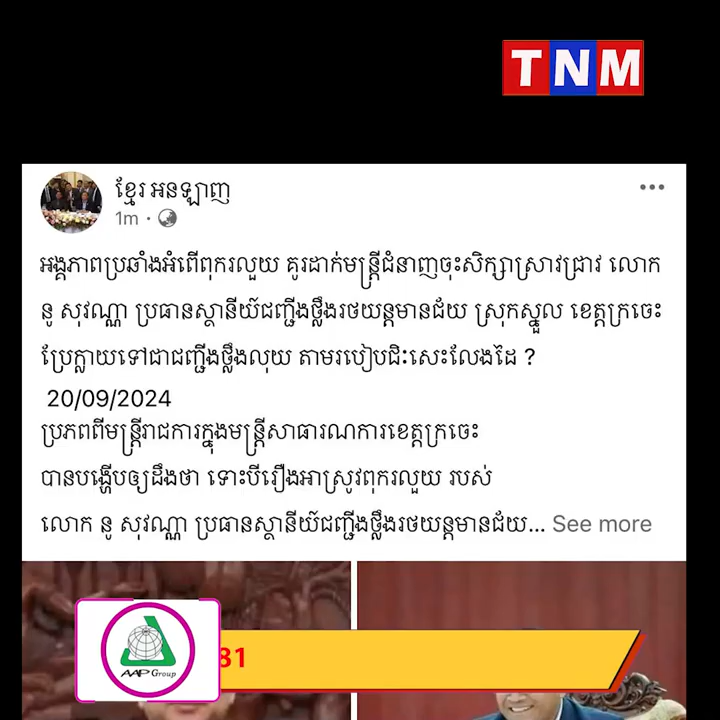 TNM
ខ្មែរ អនឡាញ
1m ·
អង្គភាពប្រឆាំងអំពើពុករលួយ គូរដាក់មន្ត្រីជំនាញចុះសិក្សាស្រាវជ្រាវ លោក
នូ សុវណ្ណា ប្រធានស្ថានីយ៍ជញ្ជីងថ្លឹងរថយន្តមានជ័យ ស្រុកស្នួល ខេត្តក្រចេះ
ប្រែក្លាយទៅជាជញ្ជីងថ្លឹងលុយ តាមរបៀបជិះសេះលែងដៃ ?
20/09/2024
ប្រភពពីមន្ត្រីរាជការក្នុងមន្ត្រីសាធារណការខេត្តក្រចេះ
បានបង្ហើបឲ្យដឹងថា ទោះបីរឿងអាស្រូវពុករលួយ របស់
លោក នូ សុវណ្ណា ប្រធានស្ថានីយ៍ជញ្ជីងថ្លឹងរថយន្តមានជ័យ... See more
AAP Group
31